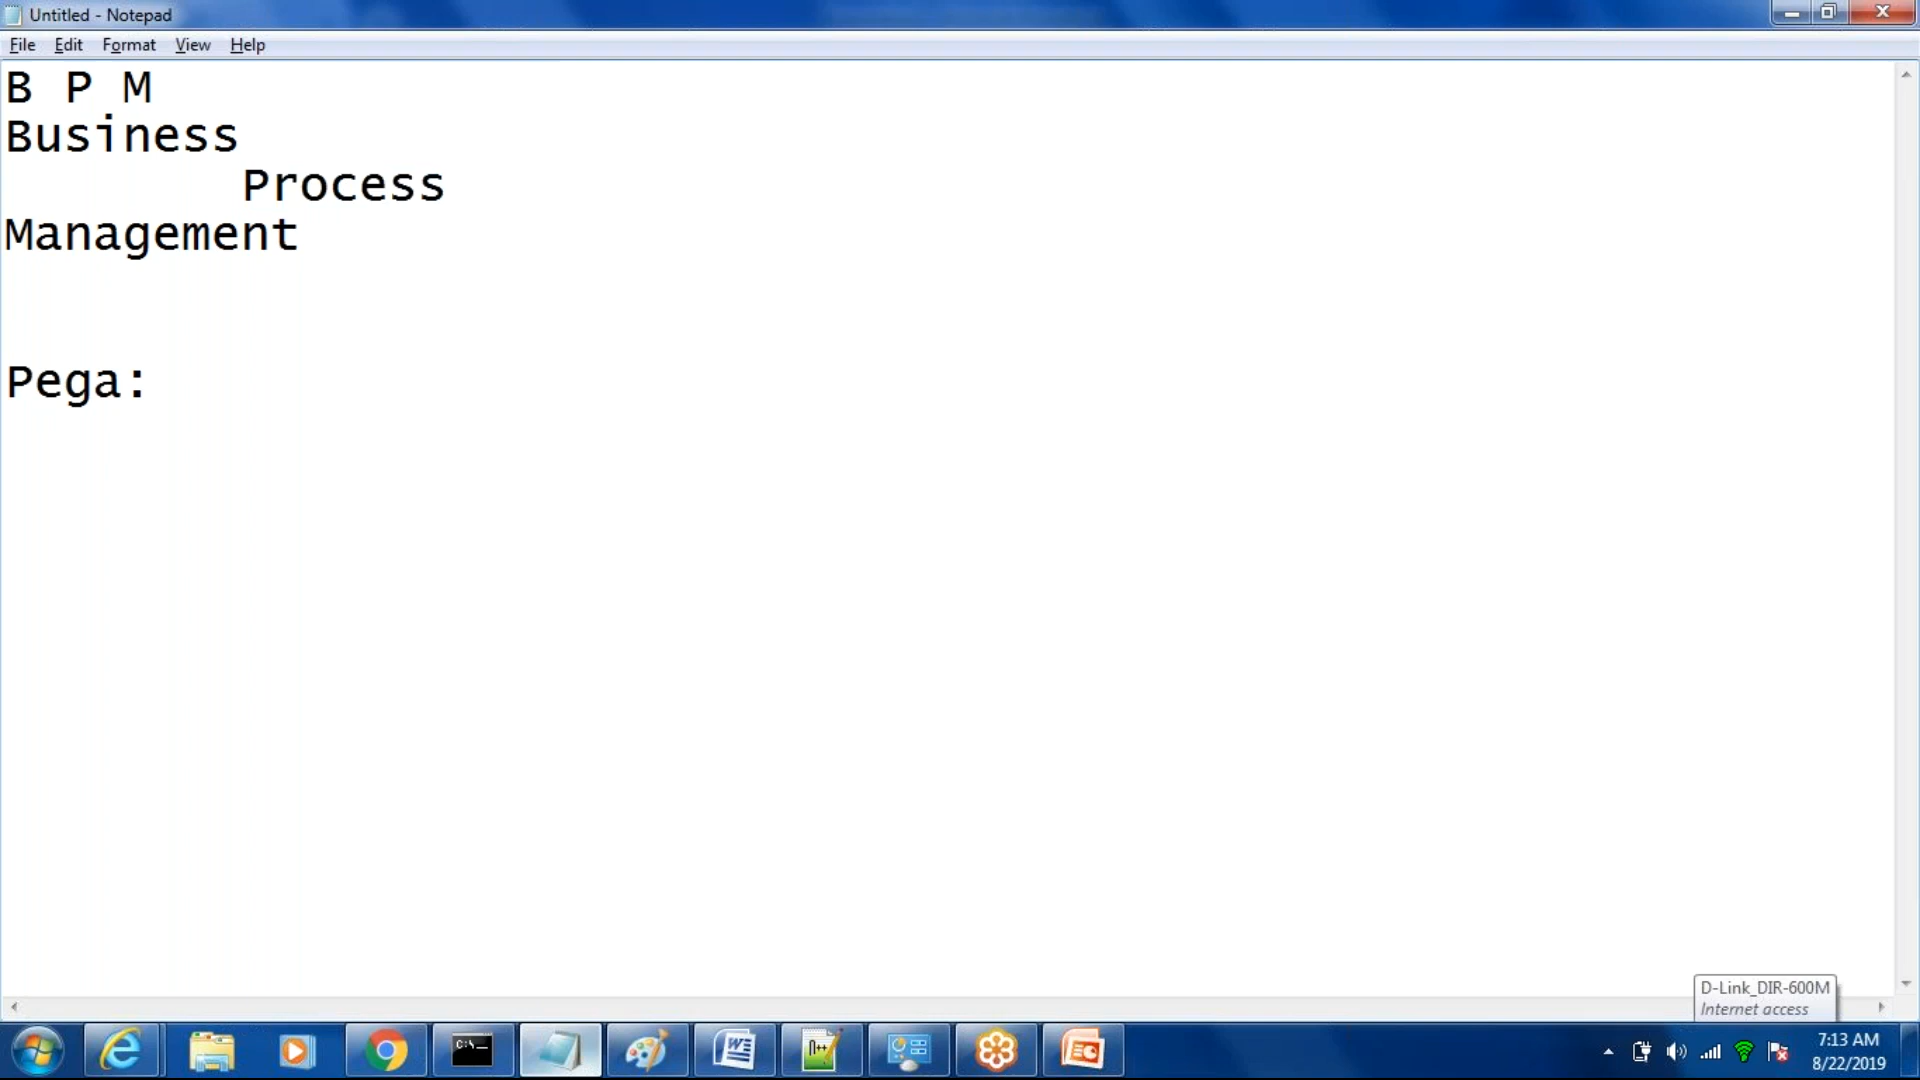 Untitled - Notepad
File Edit Format View Help
B P M
Business
Process
Management
Pega:
D-Link_DIR-600M
Internet access
7:13 AM
8/22/2019